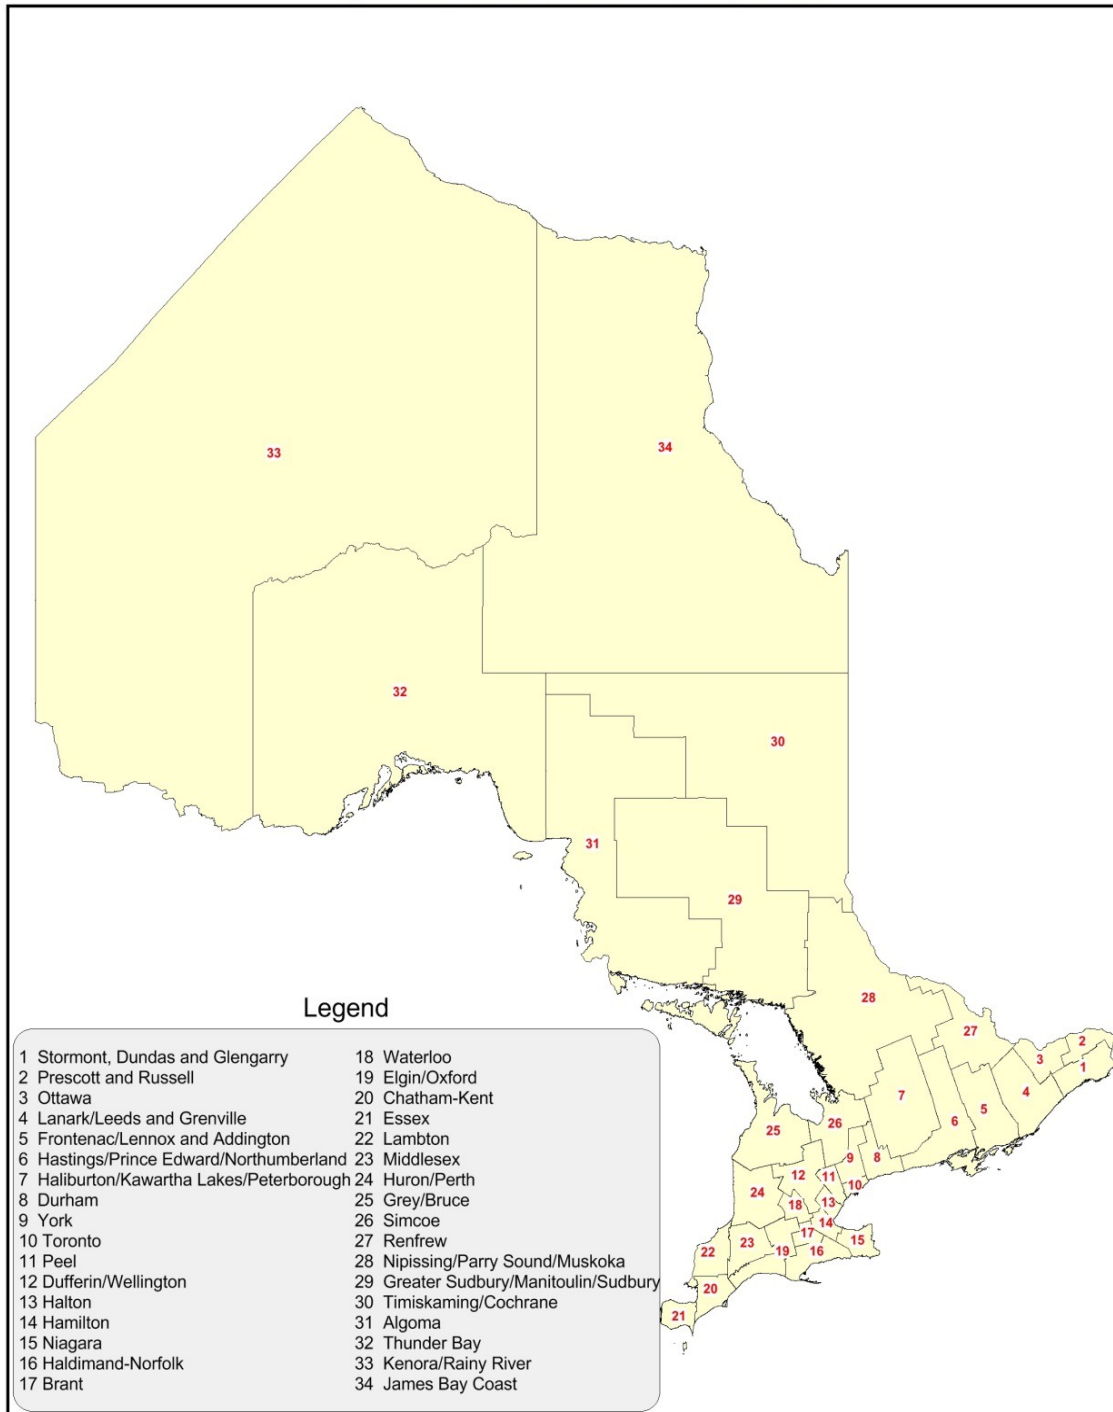 33
34
32
30
31
29
28
27
2
3
1
7
4
5
6
26
25
9
8
12
11
10
24
18
13
14
17
15
23
22
19
16
20
21
Legend
1 Stormont, Dundas and Glengarry
2 Prescott and Russell
3 Ottawa
4 Lanark/Leeds and Grenville
5 Frontenac/Lennox and Addington
6 Hastings/Prince Edward/Northumberland
7 Haliburton/Kawartha Lakes/Peterborough
8 Durham
9 York
10 Toronto
11 Peel
12 Dufferin/Wellington
13 Halton
14 Hamilton
15 Niagara
16 Haldimand-Norfolk
17 Brant
18 Waterloo
19 Elgin/Oxford
20 Chatham-Kent
21 Essex
22 Lambton
23 Middlesex
24 Huron/Perth
25 Grey/Bruce
26 Simcoe
27 Renfrew
28 Nipissing/Parry Sound/Muskoka
29 Greater Sudbury/Manitoulin/Sudbury
30 Timiskaming/Cochrane
31 Algoma
32 Thunder Bay
33 Kenora/Rainy River
34 James Bay Coast